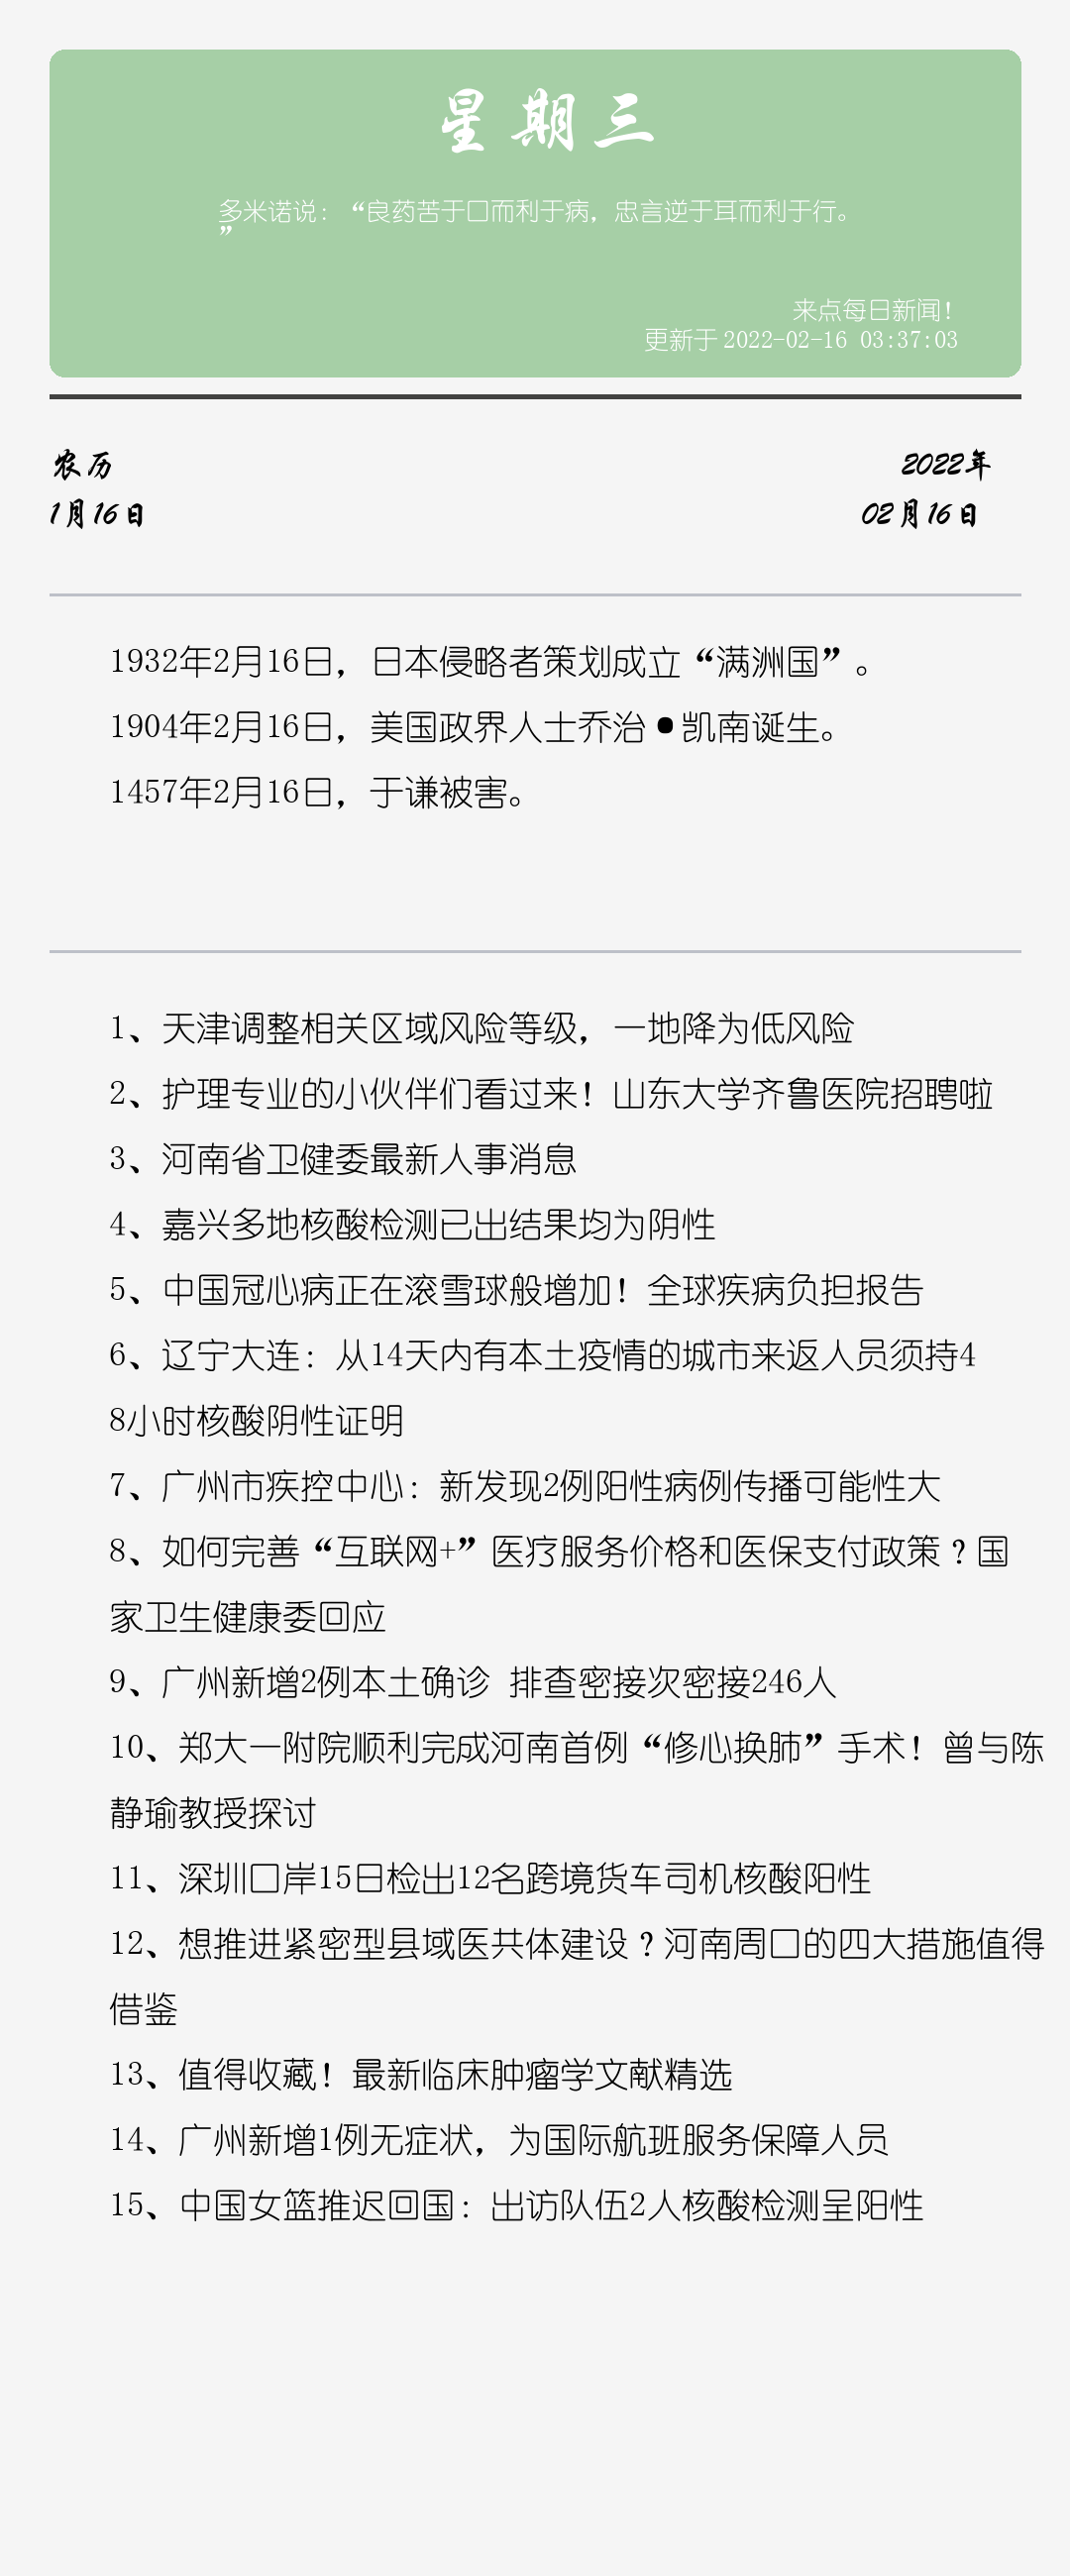 星期三
多米诺说：“良药苦于口而利于病，忠言逆于耳而利于行。
”
来点每日新闻！
更新于 2022-02-16 03:37:03
农历
2022年
1月16日
02月16日
1932年2月16日，日本侵略者策划成立“满洲国”。
1904年2月16日，美国政界人士乔治•凯南诞生。
1457年2月16日，于谦被害。
1、天津调整相关区域风险等级，一地降为低风险
2、护理专业的小伙伴们看过来！山东大学齐鲁医院招聘啦
3、河南省卫健委最新人事消息
4、嘉兴多地核酸检测已出结果均为阴性
5、中国冠心病正在滚雪球般增加！全球疾病负担报告
6、辽宁大连：从14天内有本土疫情的城市来返人员须持4
8小时核酸阴性证明
7、广州市疾控中心：新发现2例阳性病例传播可能性大
8、如何完善“互联网+”医疗服务价格和医保支付政策？国
家卫生健康委回应
9、广州新增2例本土确诊 排查密接次密接246人
10、郑大一附院顺利完成河南首例“修心换肺”手术！曾与陈
静瑜教授探讨
11、深圳口岸15日检出12名跨境货车司机核酸阳性
12、想推进紧密型县域医共体建设？河南周口的四大措施值得
借鉴
13、值得收藏！最新临床肿瘤学文献精选
14、广州新增1例无症状，为国际航班服务保障人员
15、中国女篮推迟回国：出访队伍2人核酸检测呈阳性